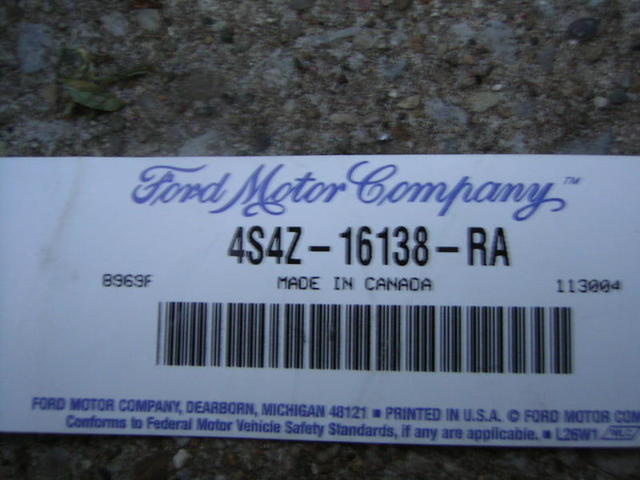 Ford Motor Company™
4S4Z-16138-RA
8969F MADE IN CANADA 113004
FORD MOTOR COMPANY, DEARBORN, MICHIGAN 48121 ■ PRINTED IN U.S.A. © FORD MOTOR COM
Conforms to Federal Motor Vehicle Safety Standards, if any are applicable. ■ L26W1